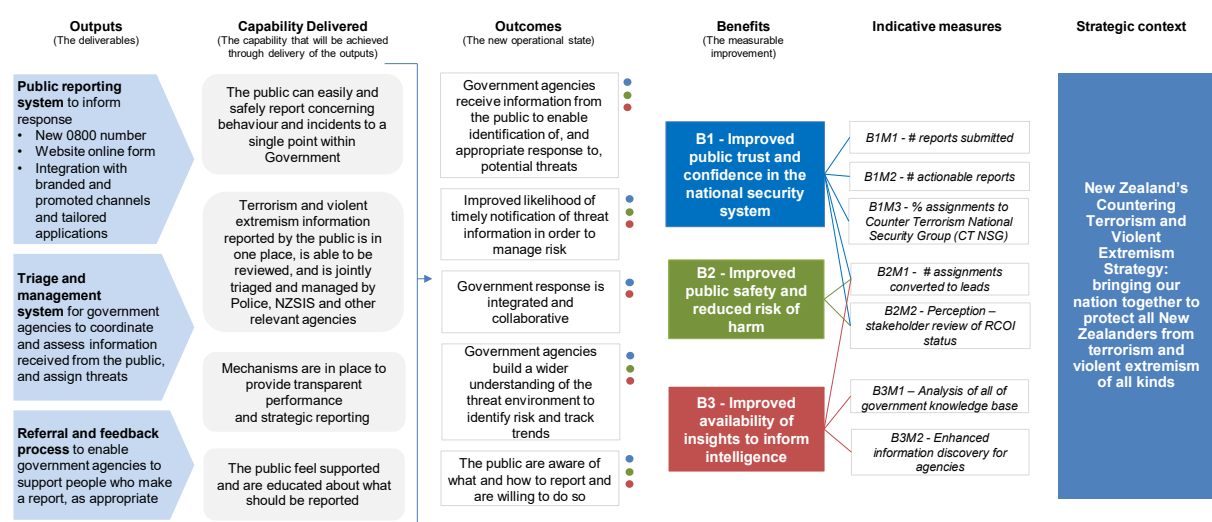 Outputs
(The deliverables)
Public reporting
system to inform
response
• New 0800 number
• Website online form
• Integration with
branded and
promoted channels
and tailored
applications
Triage and
management
system for government
agencies to coordinate
and assess information
received from the public,
and assign threats
Referral and feedback
process to enable
government agencies to
support people who make
a report, as appropriate
Capability Delivered
(The capability that will be achieved
through delivery of the outputs)
The public can easily and
safely report concerning
behaviour and incidents to a
single point within
Government
Terrorism and violent
extremism information
reported by the public is in
one place, is able to be
reviewed, and is jointly
triaged and managed by
Police, NZSIS and other
relevant agencies
Mechanisms are in place to
provide transparent
performance
and strategic reporting
The public feel supported
and are educated about what
should be reported
Outcomes
(The new operational state)
Government agencies
receive information from
the public to enable
identification of, and
appropriate response to,
potential threats
Improved likelihood of
timely notification of threat
information in order to
manage risk
Government response is
integrated and
collaborative
Government agencies
build a wider
understanding of the
threat environment to
identify risk and track
trends
The public are aware of
what and how to report and
are willing to do so
Benefits
(The measurable
improvement)
B1 - Improved
public trust and
confidence in the
national security
system
B2 - Improved
public safety and
reduced risk of
harm
B3 - Improved
availability of
insights to inform
intelligence
Indicative measures
B1M1 - # reports submitted
B1M2 - # actionable reports
B1M3 - % assignments to
Counter Terrorism National
Security Group (CT NSG)
B2M1 - # assignments
converted to leads
B2M2 - Perception –
stakeholder review of RCOI
status
B3M1 – Analysis of all of
government knowledge base
B3M2 - Enhanced
information discovery for
agencies
Strategic context
New Zealand's
Countering
Terrorism and
Violent
Extremism
Strategy:
bringing our
nation together to
protect all New
Zealanders from
terrorism and
violent extremism
of all kinds